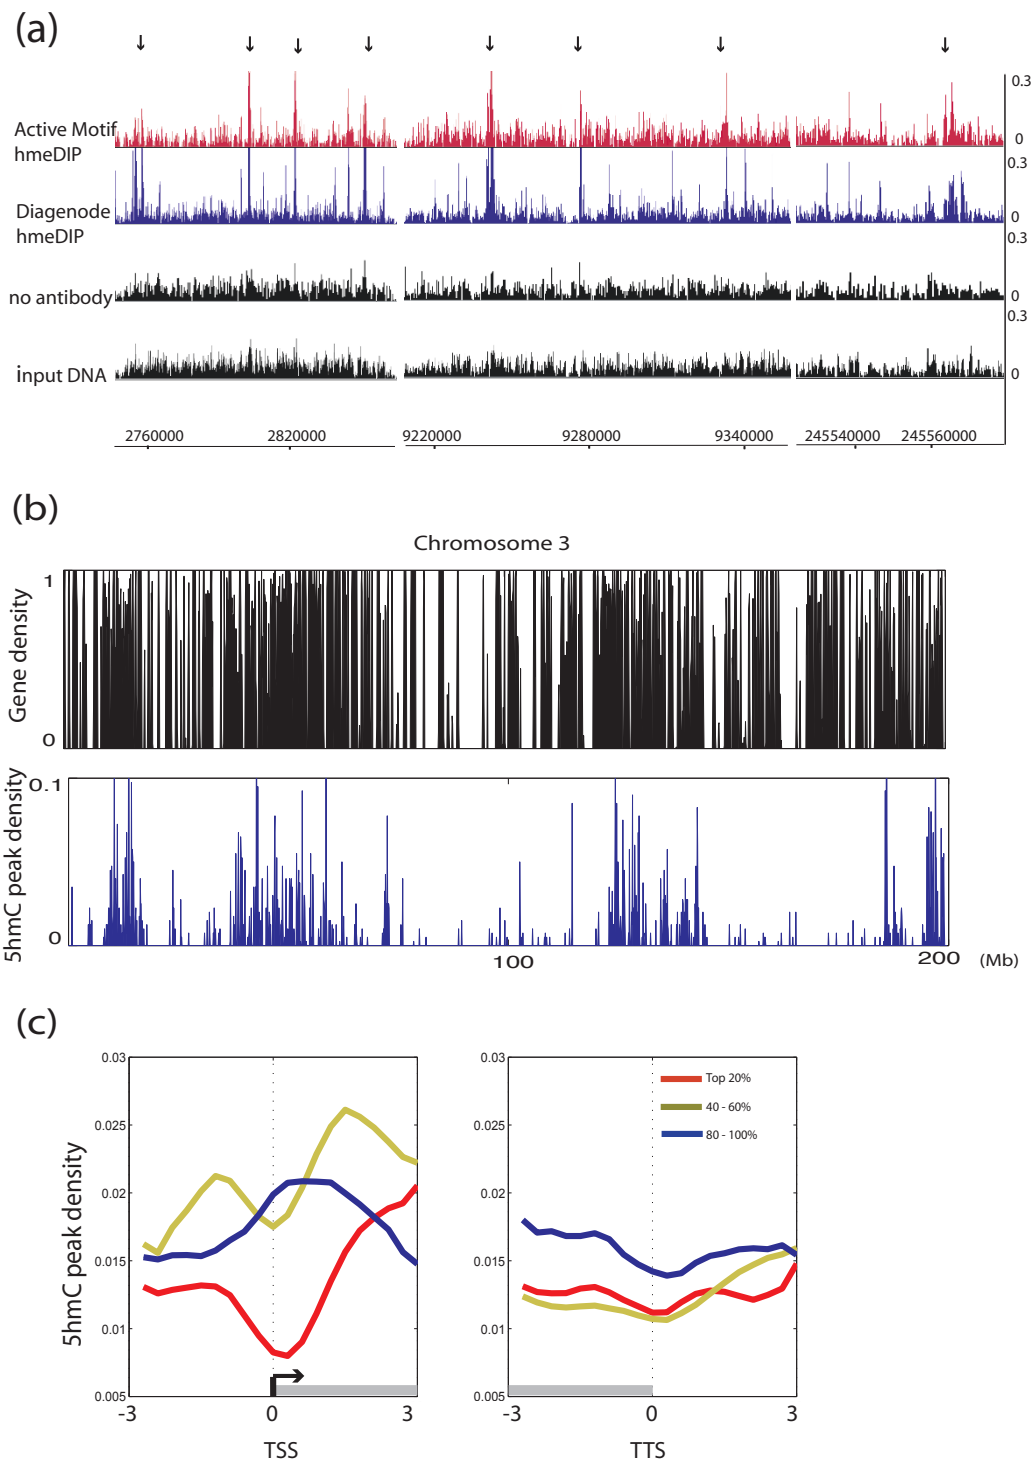 (a)
0.3
Active Motif
hmeDIP
0
0.3
Diagenode
hmeDIP
0
0.3
no antibody
0
0.3
input DNA
0
2760000 2820000 9220000 9280000 9340000 245540000 245560000
(b)
Chromosome 3
Gene density
1
0
5hmC peak density
0.1
0
100 200 (Mb)
(c)
5hmC peak density
0.03
0.025
0.02
0.015
0.01
0.005
-3 0 3
TSS
0.03
0.025
0.02
0.015
0.01
0.005
Top 20%
40 - 60%
80 - 100%
-3 0 3
TTS